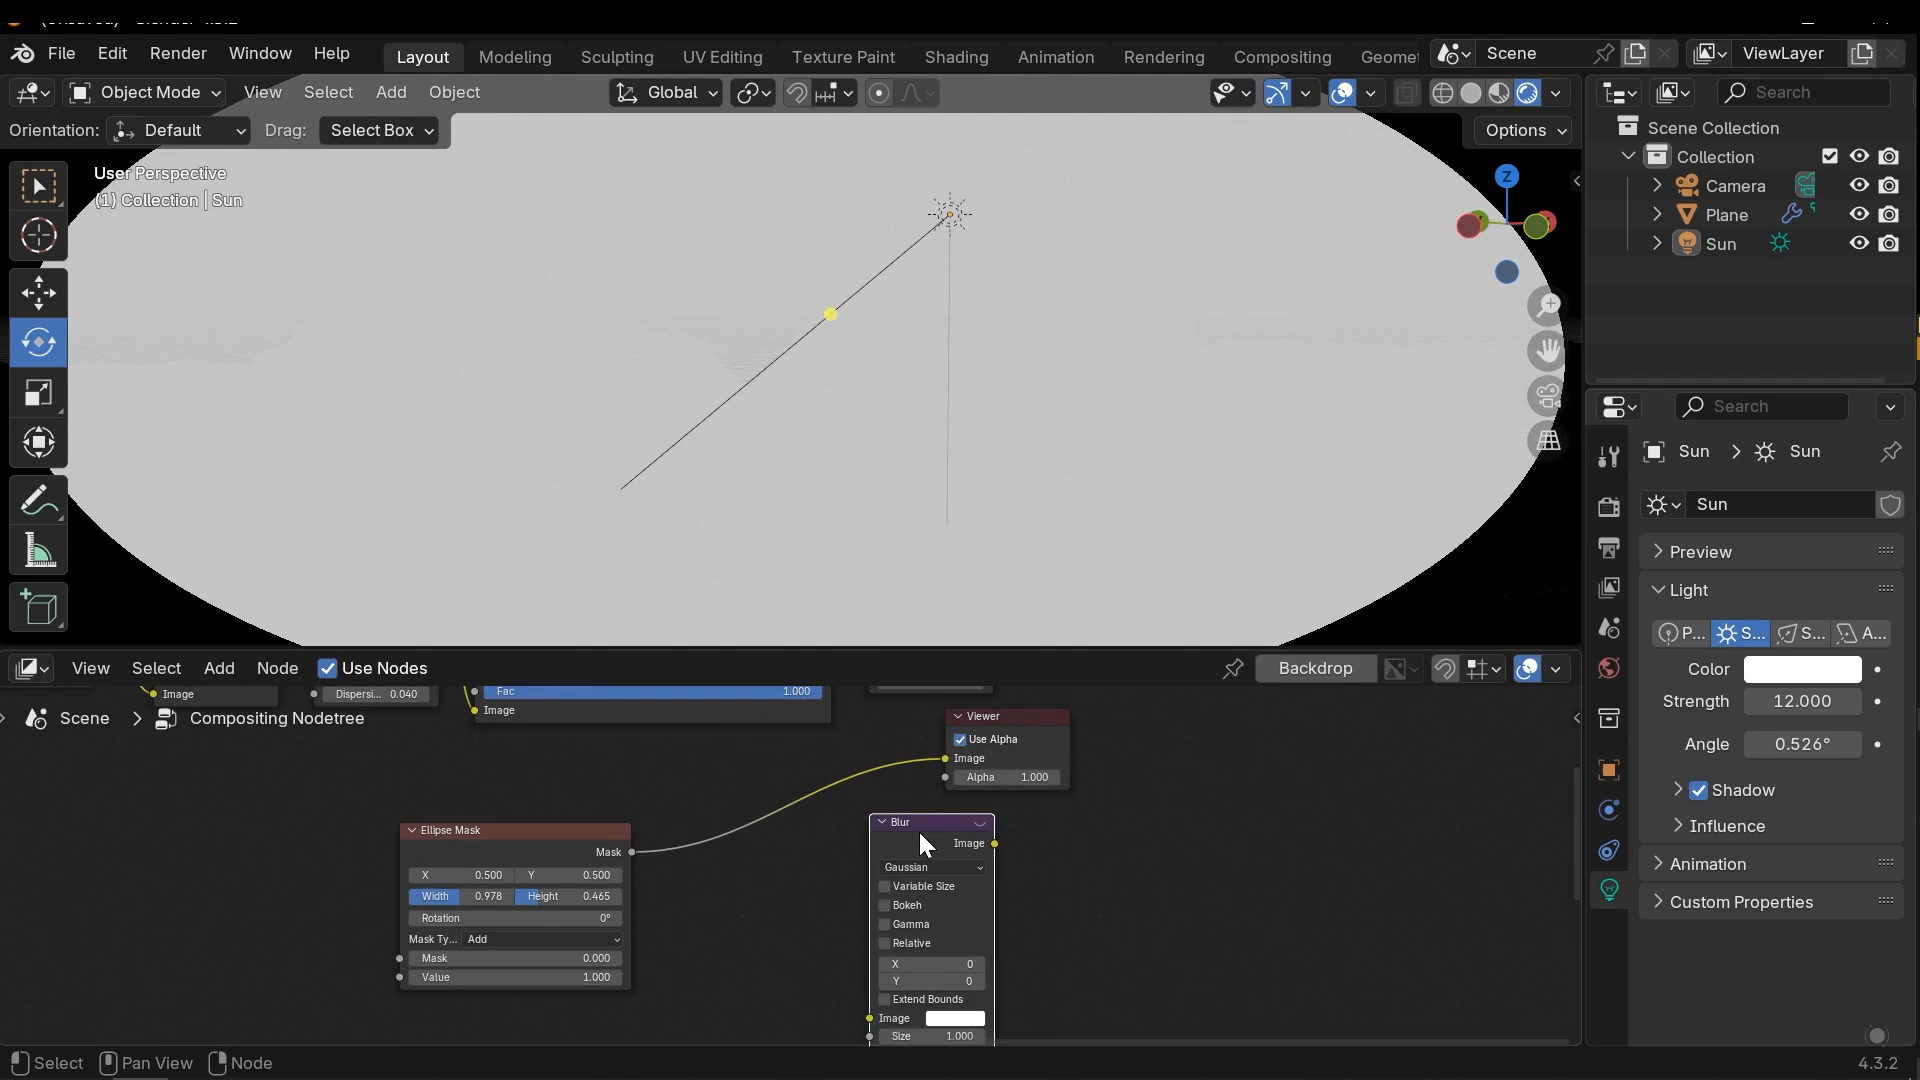 File Edit Render Window Help
Layout Modeling Sculpting UV Editing Texture Paint Shading Animation Rendering Compositing Geomet
Scene
ViewLayer
Object Mode View Select Add Object
Global
Search
Orientation: Default Drag: Select Box
Options
User Perspective
(1) Collection | Sun
Z
Scene Collection
Collection
Camera
Plane
Sun
Search
Sun Sun
Sun
Preview
Light
P... S... S... A...
Color
Strength 12.000
Angle 0.526°
Shadow
Influence
Animation
Custom Properties
View Select Add Node Use Nodes
Backdrop
Image
Dispersi... 0.040
Fac 1.000
Image
Scene Compositing Nodetree
Viewer
Use Alpha
Image
Alpha 1.000
Ellipse Mask
Mask
X 0.500 Y 0.500
Width 0.978 Height 0.465
Rotation 0°
Mask Ty... Add
Mask 0.000
Value 1.000
Blur
Image
Gaussian
Variable Size
Bokeh
Gamma
Relative
X 0
Y 0
Extend Bounds
Image
Size 1.000
Select Pan View Node
4.3.2